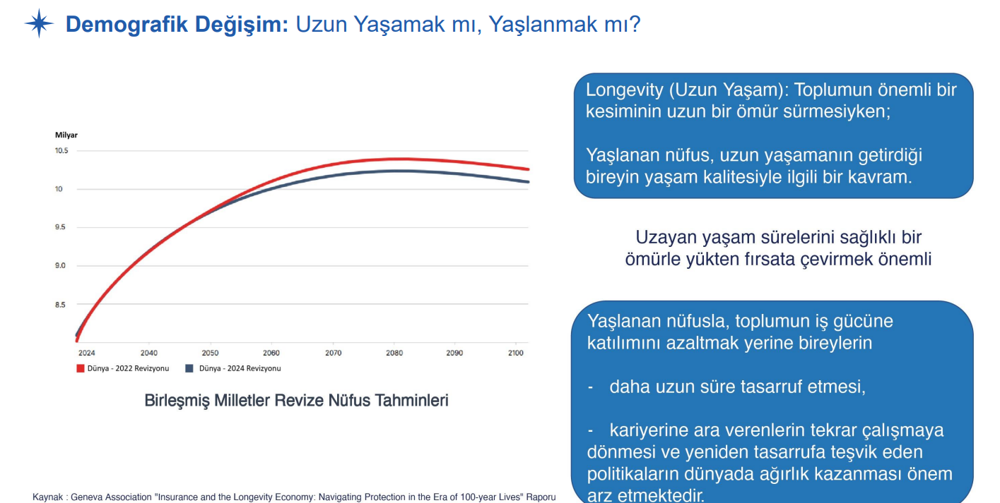 Demografik Değişim: Uzun Yaşamak mı, Yaşlanmak mı?
Milyar
10.5
10
9.5
9.0
8.5
2024 2040 2050 2060 2070 2080 2090 2100
Dünya - 2022 Revizyonu Dünya - 2024 Revizyonu
Birleşmiş Milletler Revize Nüfus Tahminleri
Kaynak : Geneva Association "Insurance and the Longevity Economy: Navigating Protection in the Era of 100-year Lives" Raporu
Longevity (Uzun Yaşam): Toplumun önemli bir
kesiminin uzun bir ömür sürmesiyken;
Yaşlanan nüfus, uzun yaşamanın getirdiği
bireyin yaşam kalitesiyle ilgili bir kavram.
Uzayan yaşam sürelerini sağlıklı bir
ömürle yükten fırsata çevirmek önemli
Yaşlanan nüfusla, toplumun iş gücüne
katılımını azaltmak yerine bireylerin
- daha uzun süre tasarruf etmesi,
- kariyerine ara verenlerin tekrar çalışmaya
dönmesi ve yeniden tasarrufa teşvik eden
politikaların dünyada ağırlık kazanması önem
arz etmektedir.